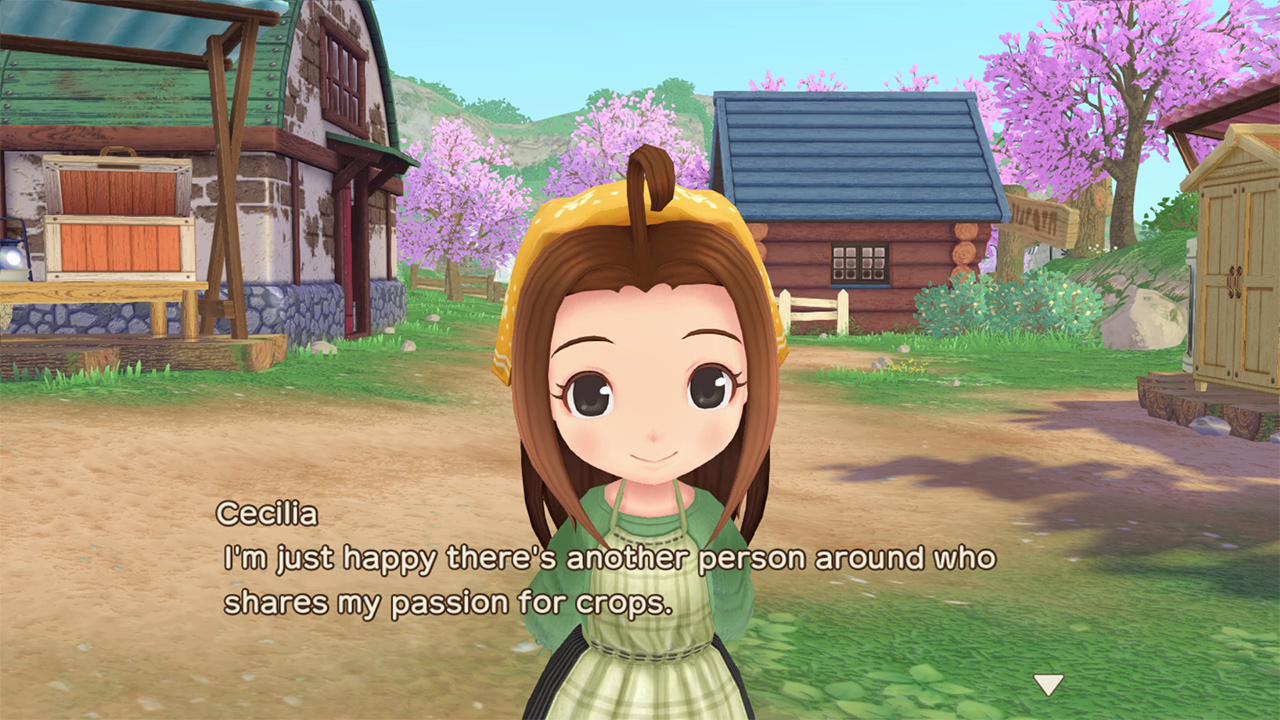 Cecilia
I'm just happy there's another person around who
shares my passion for crops.